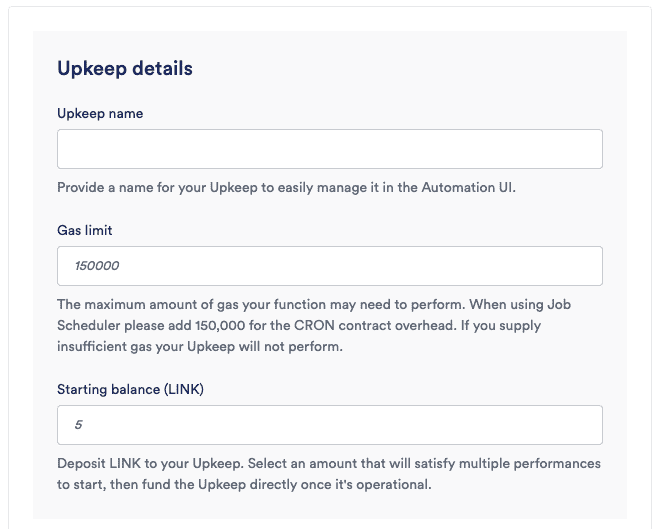 Upkeep details
Upkeep name
Provide a name for your Upkeep to easily manage it in the Automation UI.
Gas limit
150000
The maximum amount of gas your function may need to perform. When using Job
Scheduler please add 150,000 for the CRON contract overhead. If you supply
insufficient gas your Upkeep will not perform.
Starting balance (LINK)
5
Deposit LINK to your Upkeep. Select an amount that will satisfy multiple performances
to start, then fund the Upkeep directly once it's operational.